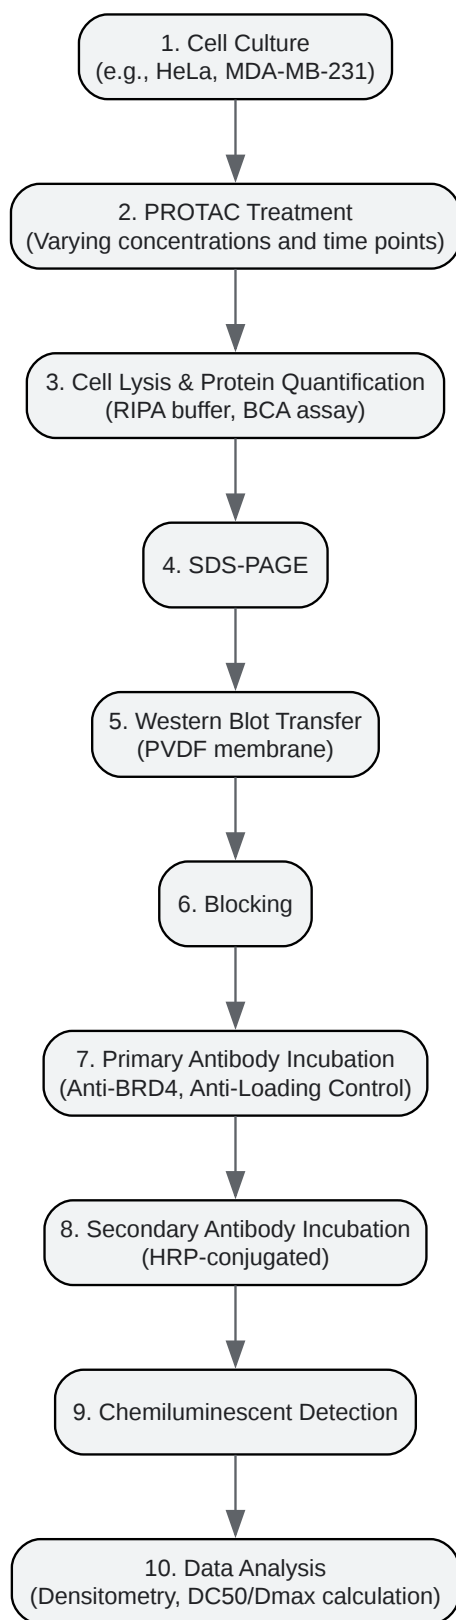 1. Cell Culture
(e.g., HeLa, MDA-MB-231)
2. PROTAC Treatment
(Varying concentrations and time points)
3. Cell Lysis & Protein Quantification
(RIPA buffer, BCA assay)
4. SDS-PAGE
5. Western Blot Transfer
(PVDF membrane)
6. Blocking
7. Primary Antibody Incubation
(Anti-BRD4, Anti-Loading Control)
8. Secondary Antibody Incubation
(HRP-conjugated)
9. Chemiluminescent Detection
10. Data Analysis
(Densitometry, DC50/Dmax calculation)